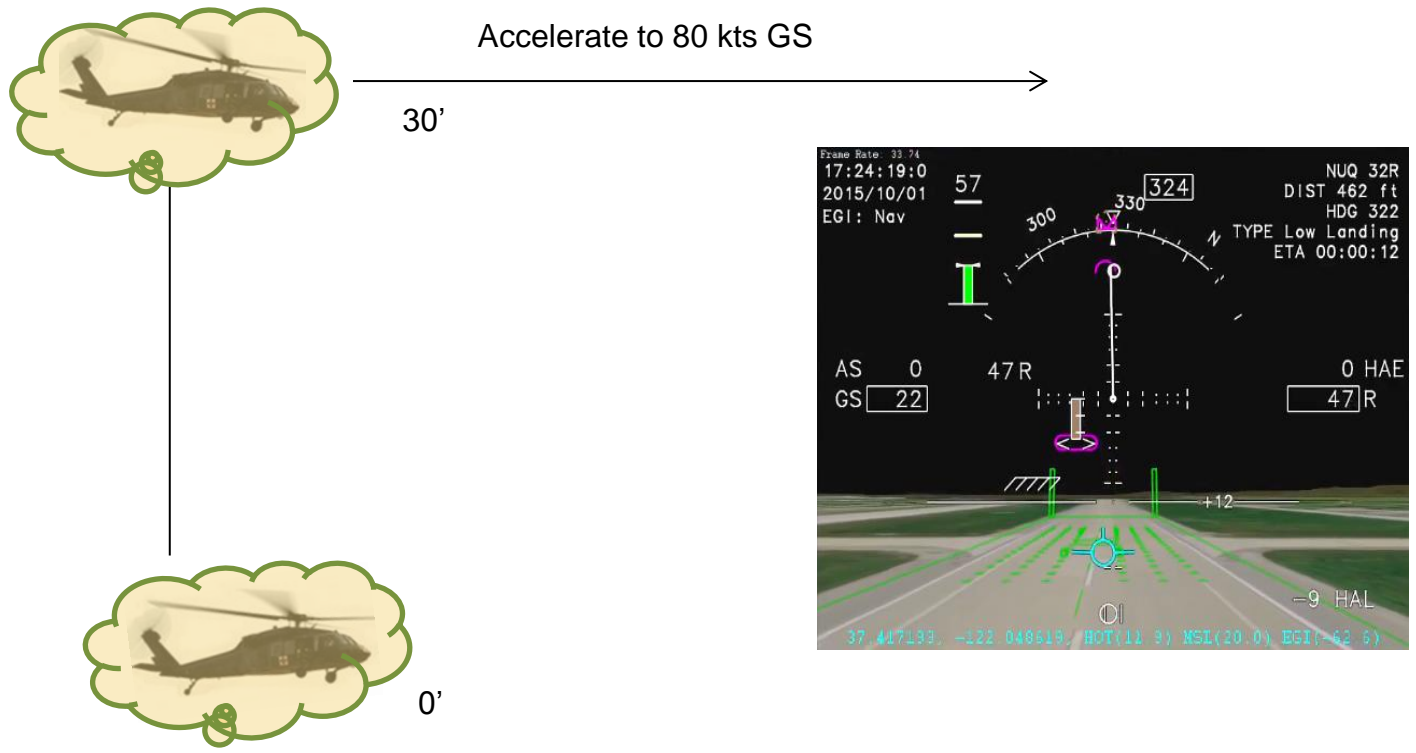 Accelerate to 80 kts GS
30’
Frame Rate: 33.74
17:24:19:0
2015/10/01
EGI: Nav
57
324
NUQ 32R
DIST 462 ft
HDG 322
TYPE Low Landing
ETA 00:00:12
300
330
N
AS 0
47R
0 HAE
GS 22
47 R
+12
-9 HAL
37.417133, -122.048619, HOT(11.9) MSL(20.0) EGI(-62.6)
0’